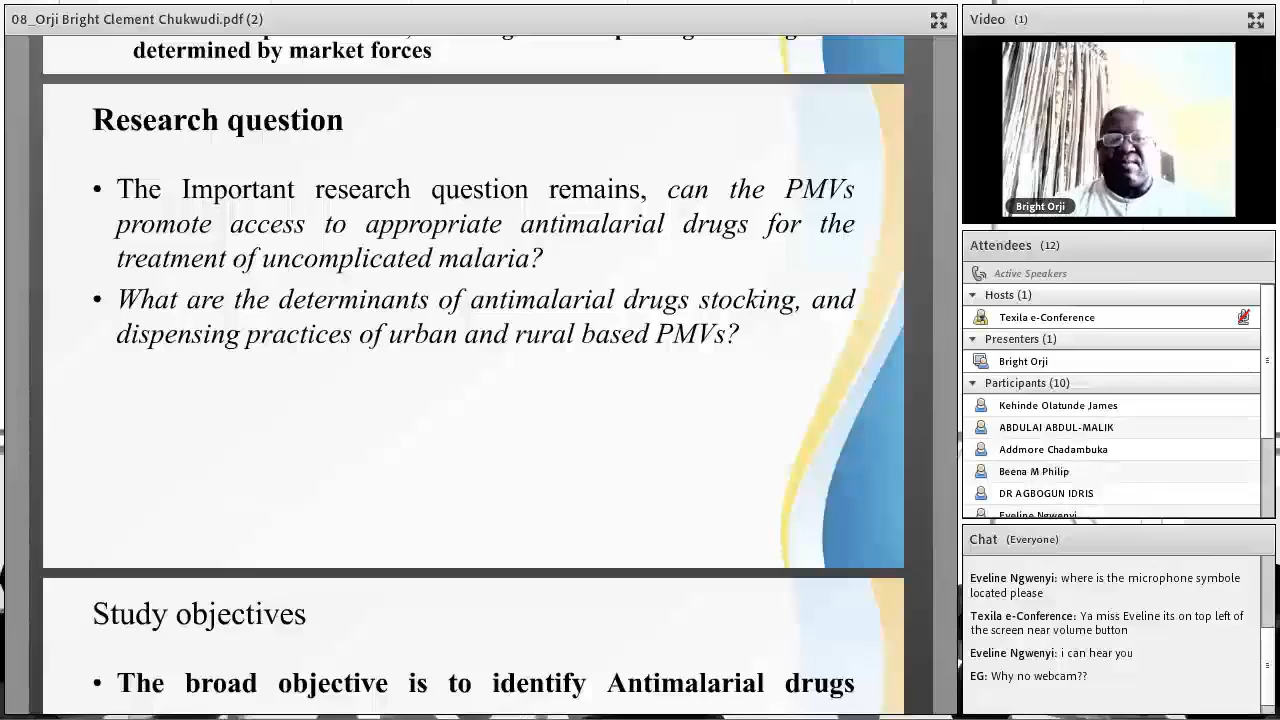 08_Orji Bright Clement Chukwudi.pdf (2)
determined by market forces
Research question
• The Important research question remains, can the PMVs
promote access to appropriate antimalarial drugs for the
treatment of uncomplicated malaria?
• What are the determinants of antimalarial drugs stocking, and
dispensing practices of urban and rural based PMVs?
Study objectives
• The broad objective is to identify Antimalarial drugs
Video (1)
Bright Orji
Attendees (12)
Active Speakers
Hosts (1)
Texila e-Conference
Presenters (1)
Bright Orji
Participants (10)
Kehinde Olatunde James
ABDULAI ABDUL-MALIK
Addmore Chadambuka
Beena M Philip
DR AGBOGUN IDRIS
Eveline Ngwenyi
Chat (Everyone)
Eveline Ngwenyi: where is the microphone symbole
located please
Texila e-Conference: Ya miss Eveline its on top left of
the screen near volume button
Eveline Ngwenyi: i can hear you
EG: Why no webcam??